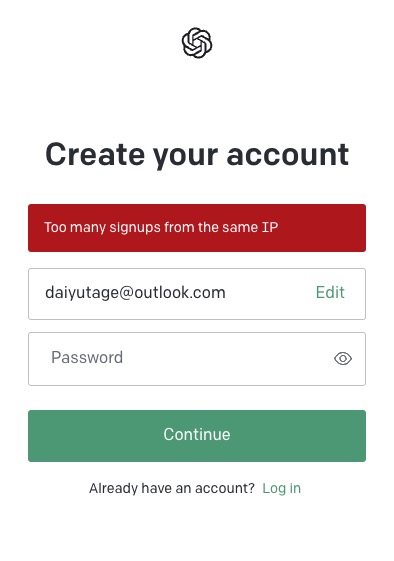 Create your account
Too many signups from the same IP
daiyutage@outlook.com Edit
Password
Continue
Already have an account? Log in